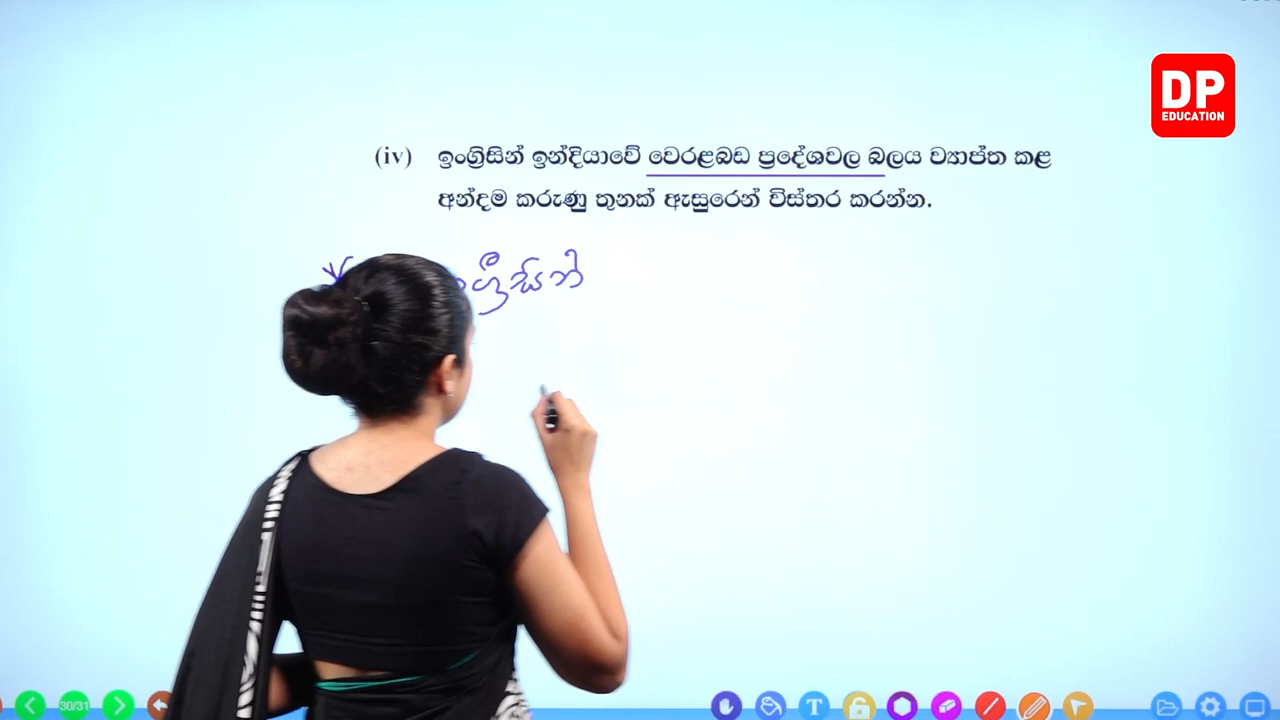 DP
EDUCATION
(iv) ඉංග්‍රිසින් ඉන්දියාවේ වෙරළබඩ ප්‍රදේශවල බලය ව්‍යාප්ත කළ
අන්දම කරුණු තුනක් ඇසුරෙන් විස්තර කරන්න.
30/31
T